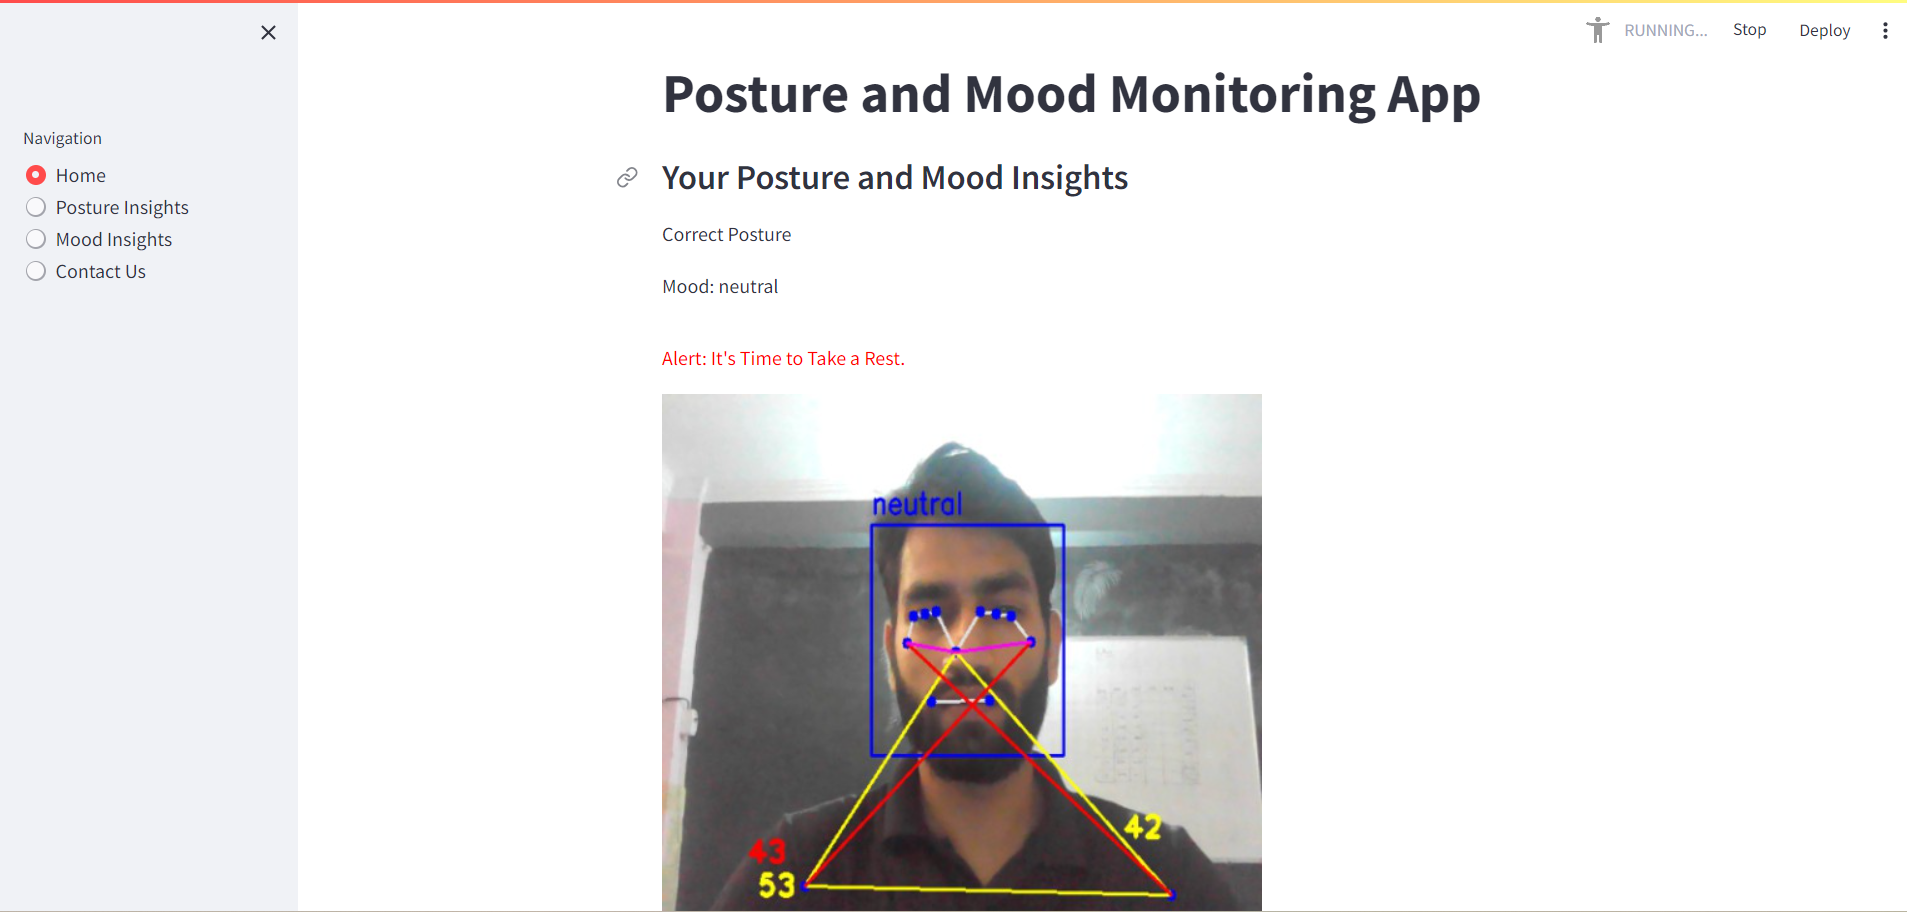 RUNNING...
Stop
Deploy
Posture and Mood Monitoring App
Navigation
Home
Posture Insights
Mood Insights
Contact Us
Your Posture and Mood Insights
Correct Posture
Mood: neutral
Alert: It's Time to Take a Rest.
neutral
42
43
53